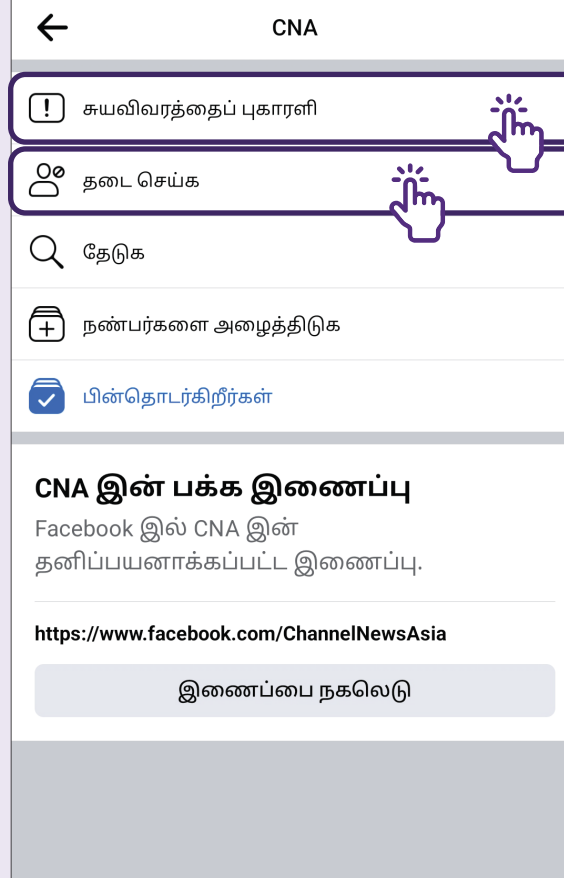 CNA
சுயவிவரத்தைப் புகாரளி
தடை செய்க
தேடுக
நண்பர்களை அழைத்திடுக
பின்தொடர்கிறீர்கள்
CNA இன் பக்க இணைப்பு
Facebook இல் CNA இன்
தனிப்பயனாக்கப்பட்ட இணைப்பு.
https://www.facebook.com/ChannelNewsAsia
இணைப்பை நகலெடு